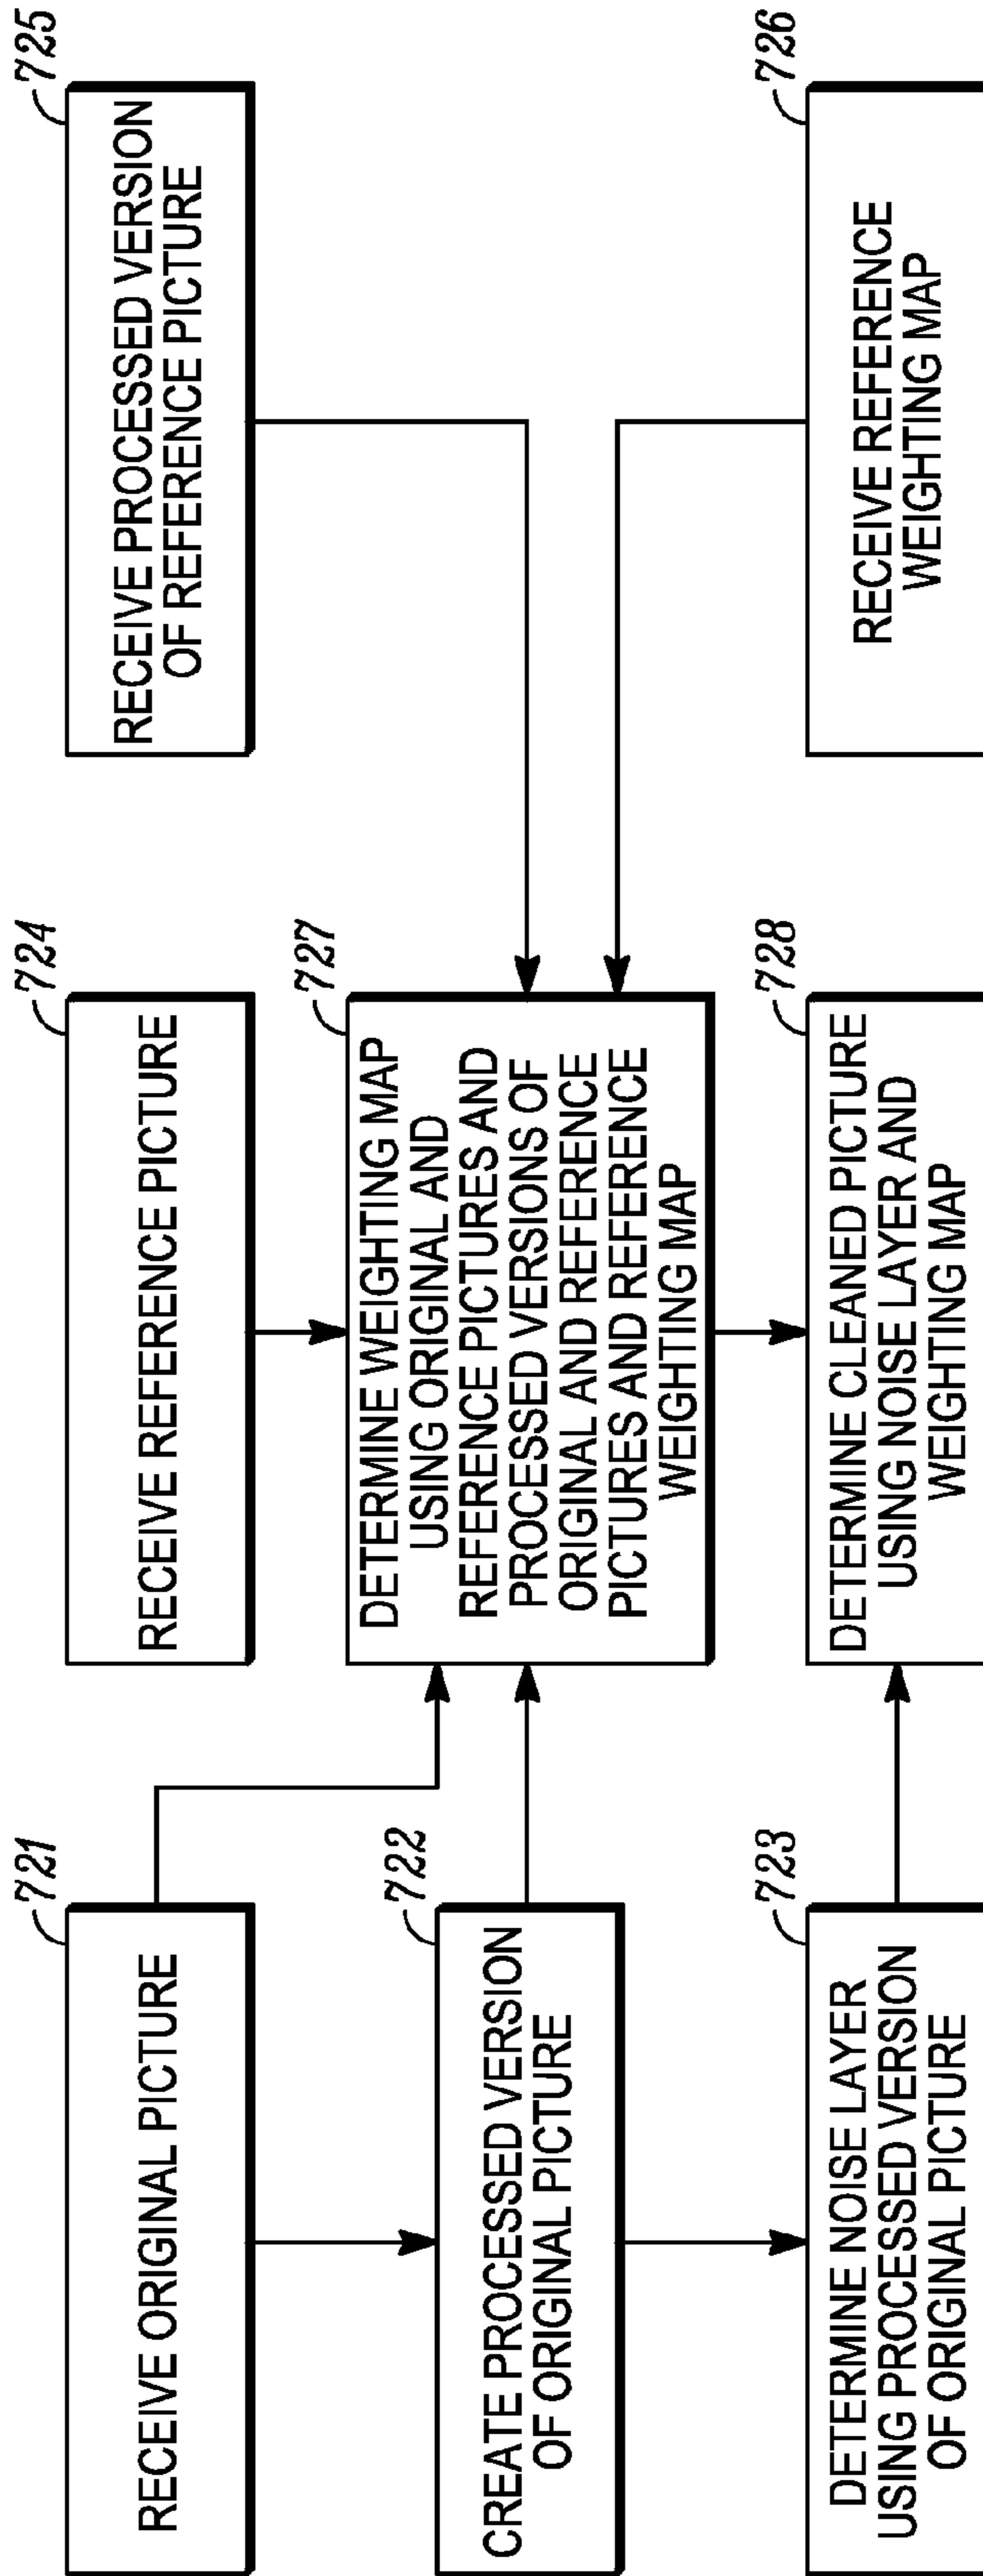 721
RECEIVE ORIGINAL PICTURE
724
RECEIVE REFERENCE PICTURE
725
RECEIVE PROCESSED VERSION
OF REFERENCE PICTURE
722
CREATE PROCESSED VERSION
OF ORIGINAL PICTURE
727
DETERMINE WEIGHTING MAP
USING ORIGINAL AND
REFERENCE PICTURES AND
PROCESSED VERSIONS OF
ORIGINAL AND REFERENCE
PICTURES AND REFERENCE
WEIGHTING MAP
723
DETERMINE NOISE LAYER
USING PROCESSED VERSION
OF ORIGINAL PICTURE
728
DETERMINE CLEANED PICTURE
USING NOISE LAYER AND
WEIGHTING MAP
726
RECEIVE REFERENCE
WEIGHTING MAP